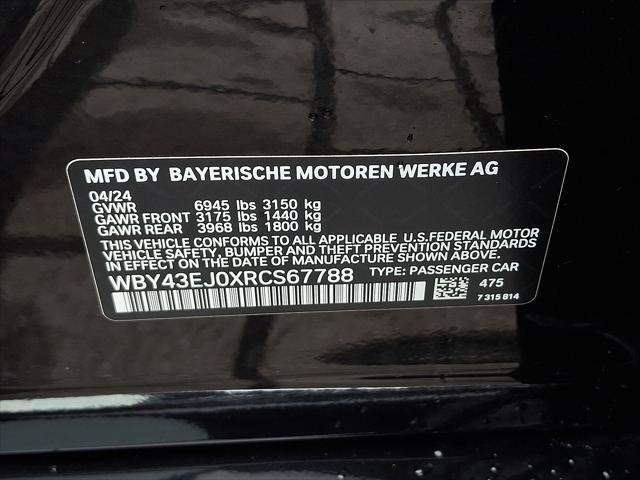 MFD BY BAYERISCHE MOTOREN WERKE AG
04/24
GVWR 6945 lbs 3150 kg
GAWR FRONT 3175 lbs 1440 kg
GAWR REAR 3968 lbs 1800 kg
THIS VEHICLE CONFORMS TO ALL APPLICABLE U.S.FEDERAL MOTOR
VEHICLE SAFETY, BUMPER, AND THEFT PREVENTION STANDARDS
IN EFFECT ON THE DATE OF MANUFACTURE SHOWN ABOVE.
WBY43EJ0XRCS67788 TYPE: PASSENGER CAR
475
7 315 814